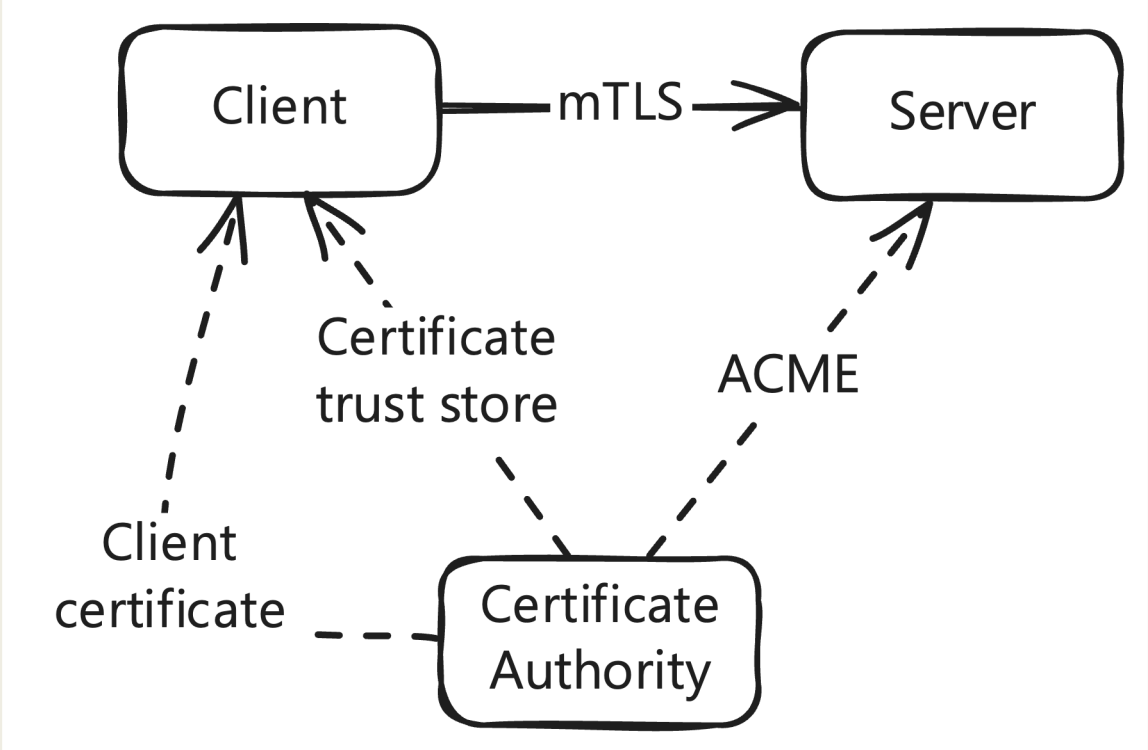 Client
mTLS
Server
Certificate
trust store
ACME
Client
certificate
Certificate
Authority